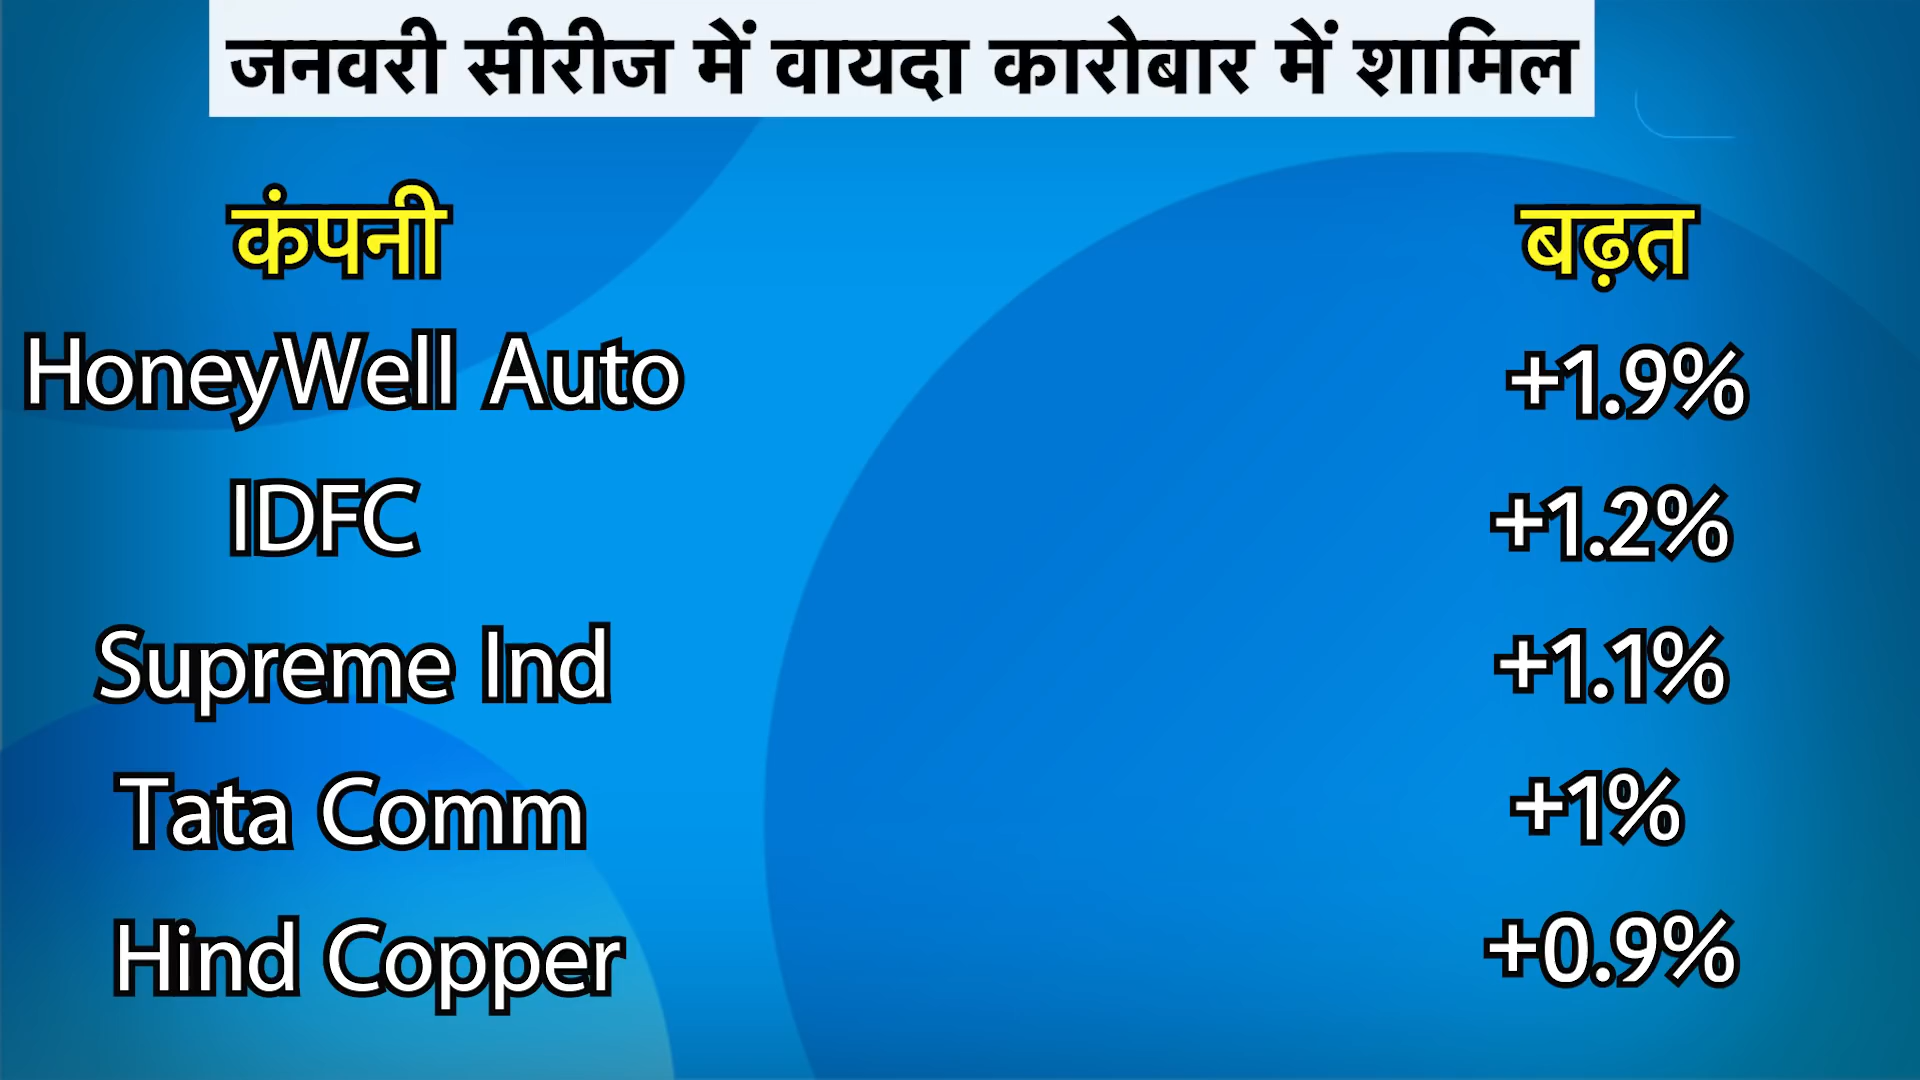 जनवरी सीरीज में वायदा कारोबार में शामिल
कंपनी बढ़त
HoneyWell Auto +1.9%
IDFC +1.2%
Supreme Ind +1.1%
Tata Comm +1%
Hind Copper +0.9%